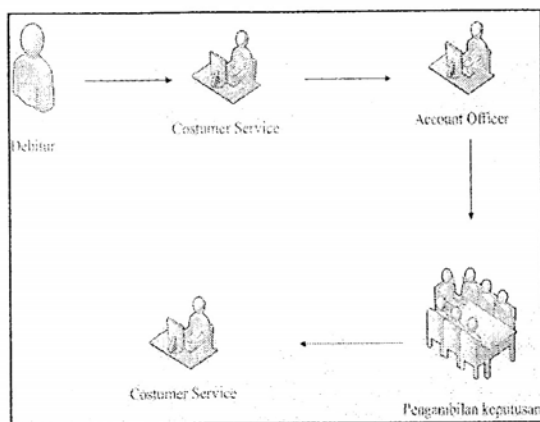 Debitur
Costumer Service
Account Officer
Costumer Service
Pengambilan keputusan